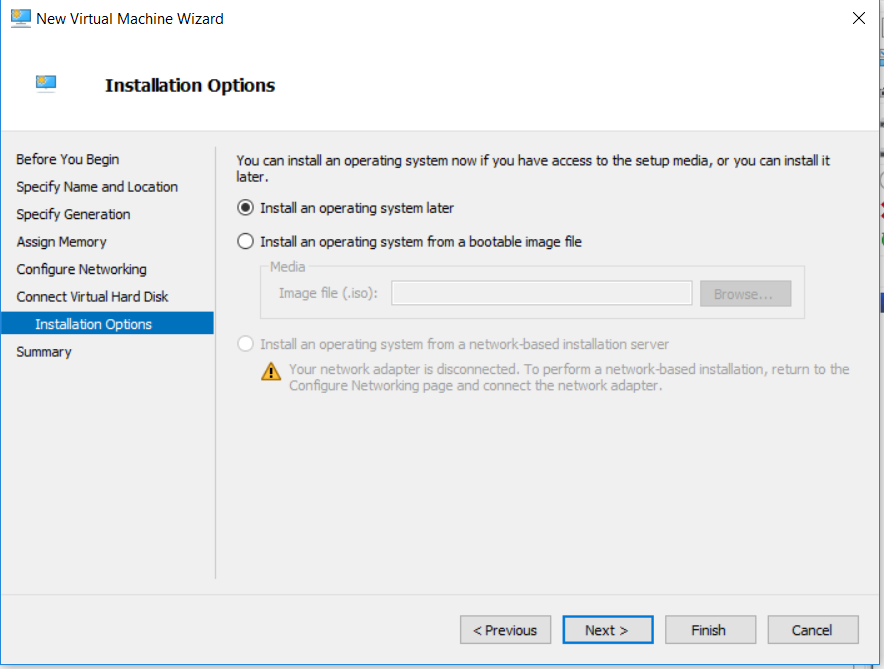 New Virtual Machine Wizard
Installation Options
Before You Begin
Specify Name and Location
Specify Generation
Assign Memory
Configure Networking
Connect Virtual Hard Disk
Installation Options
Summary
You can install an operating system now if you have access to the setup media, or you can install it
later.
Install an operating system later
Install an operating system from a bootable image file
Media
Image file (.iso):
Browse...
Install an operating system from a network-based installation server
Your network adapter is disconnected. To perform a network-based installation, return to the
Configure Networking page and connect the network adapter.
< Previous
Next >
Finish
Cancel